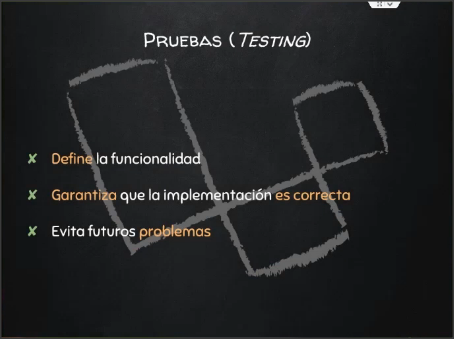 Pruebas (Testing)
✘ Define la funcionalidad
✘ Garantiza que la implementación es correcta
✘ Evita futuros problemas